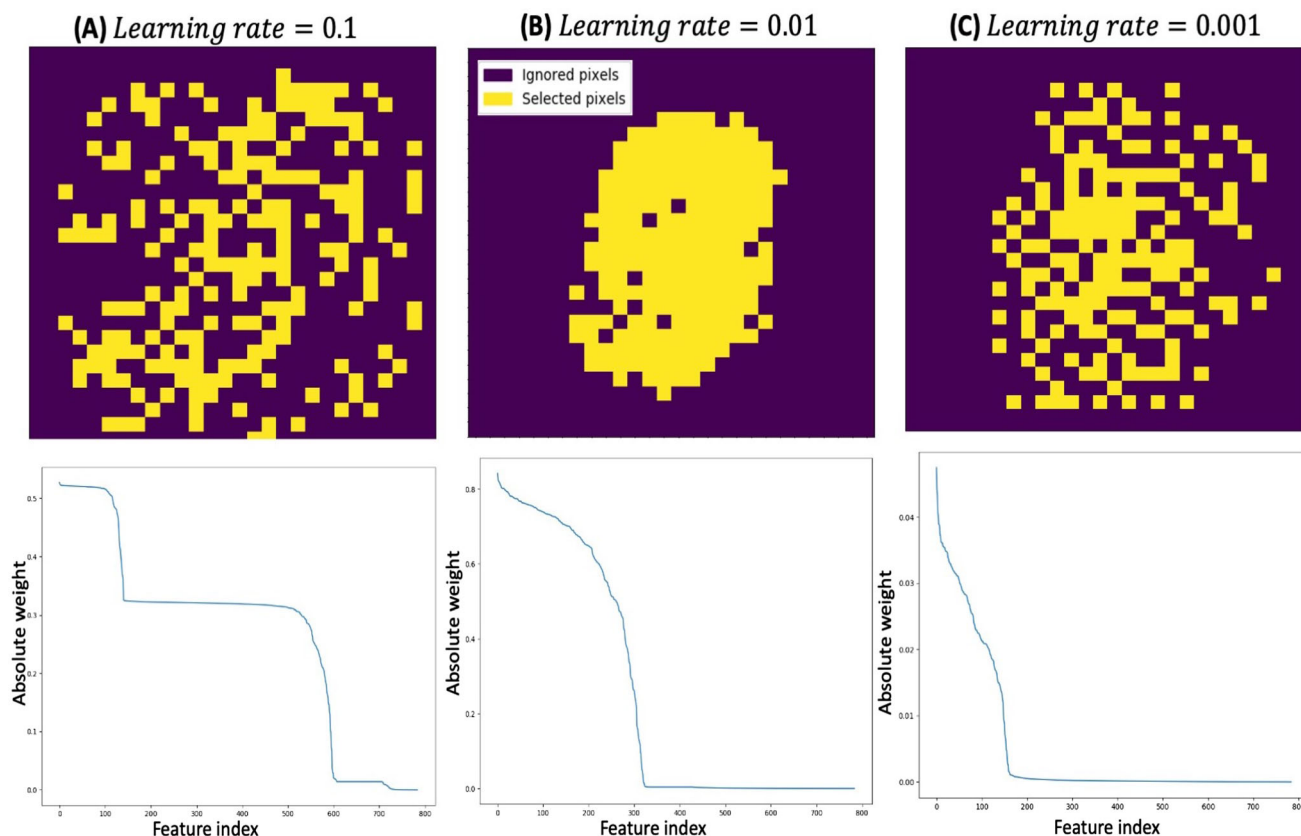 (A) Learning rate = 0.1
(B) Learning rate = 0.01
(C) Learning rate = 0.001
Ignored pixels
Selected pixels
Absolute weight
0.5
0.4
0.3
0.2
0.1
0.0
0 100 200 300 400 500 600 700 800
Feature index
Absolute weight
0.8
0.6
0.4
0.2
0.0
0 100 200 300 400 500 600 700 800
Feature index
Absolute weight
0.04
0.03
0.02
0.01
0.00
0 100 200 300 400 500 600 700 800
Feature index